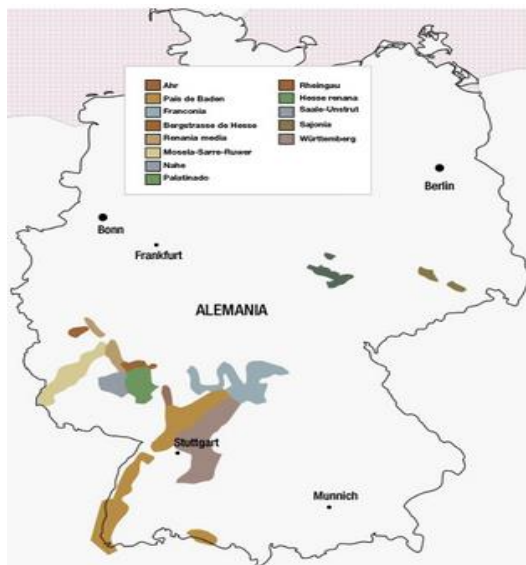 Ahr
País de Baden
Franconia
Bergstrasse de Hesse
Renania media
Mosela-Sarre-Ruwer
Nahe
Palatinado
Rheingau
Hesse renana
Saale-Unstrut
Sajonia
Württemberg
Berlin
Bonn
Frankfurt
ALEMANIA
Stuttgart
Munnich